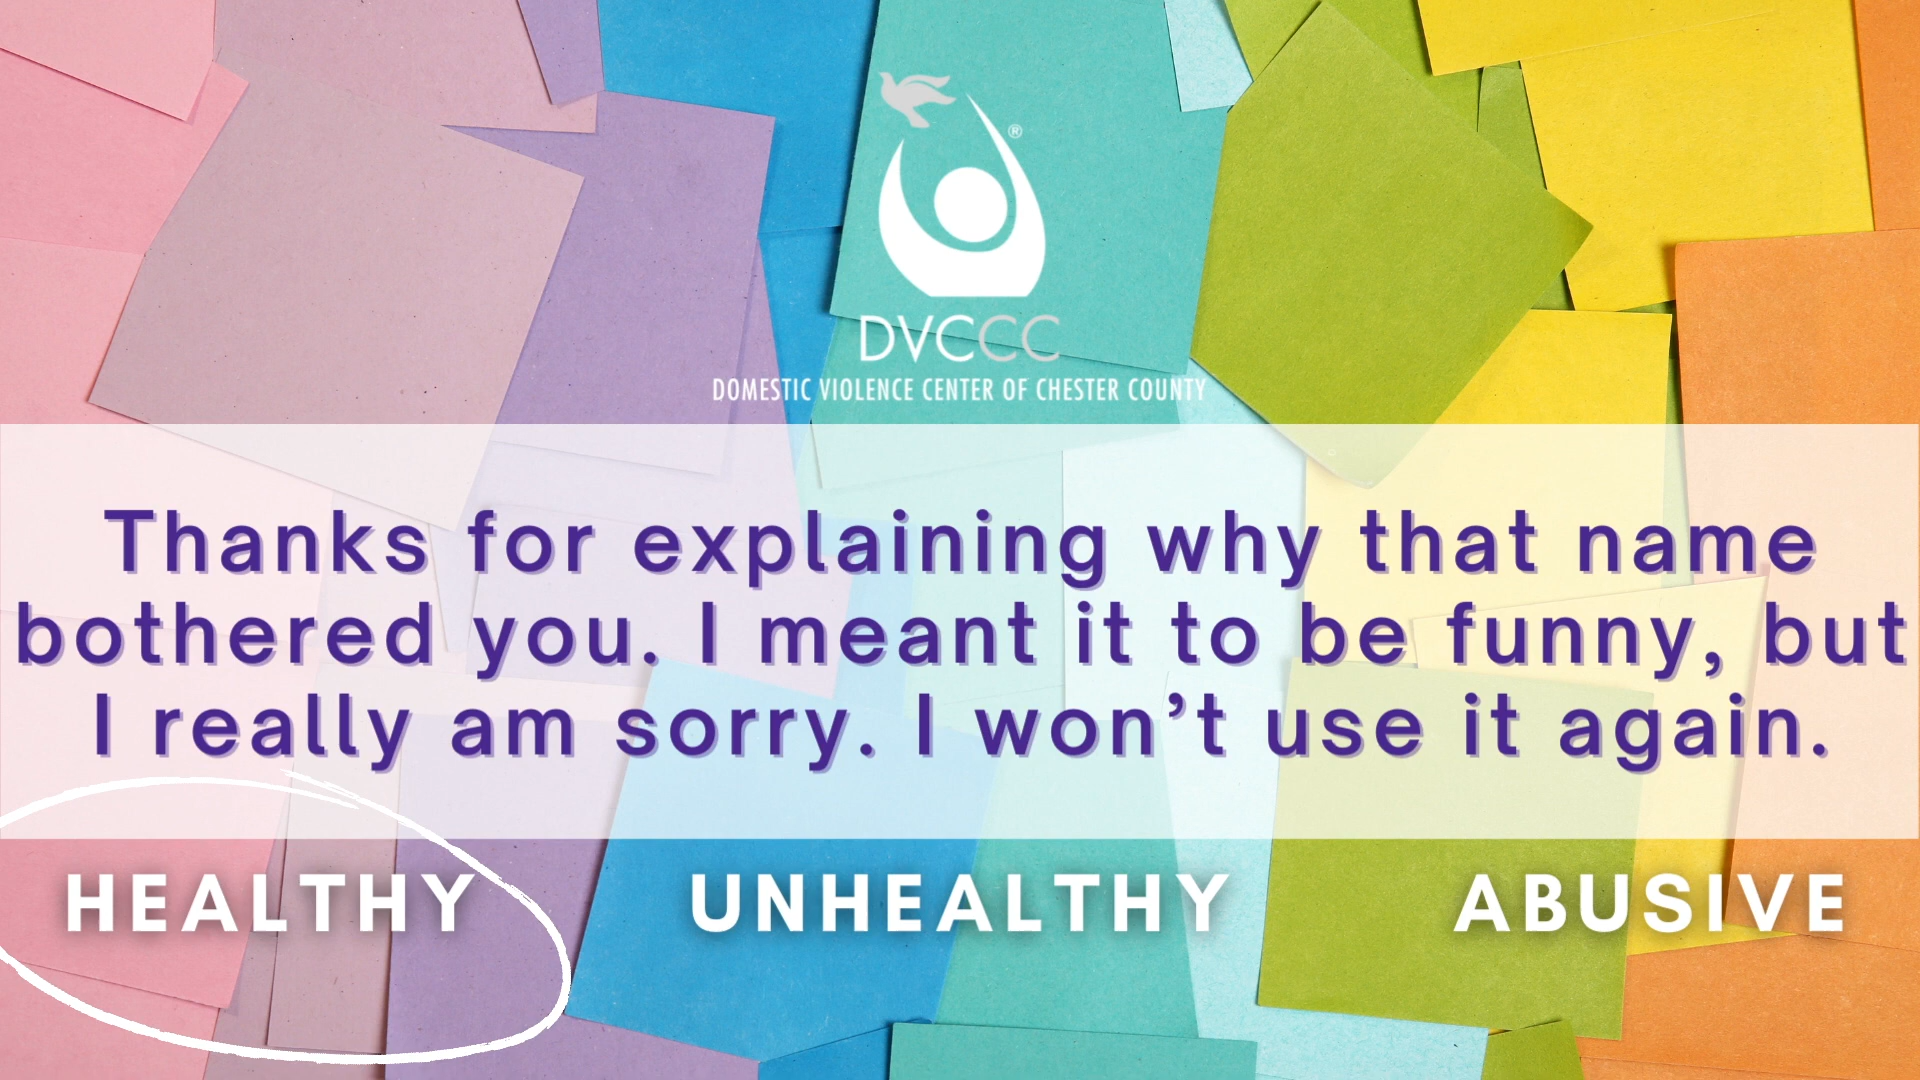 ®
DVCCC
DOMESTIC VIOLENCE CENTER OF CHESTER COUNTY
Thanks for explaining why that name
bothered you. I meant it to be funny, but
I really am sorry. I won’t use it again.
HEALTHY UNHEALTHY ABUSIVE